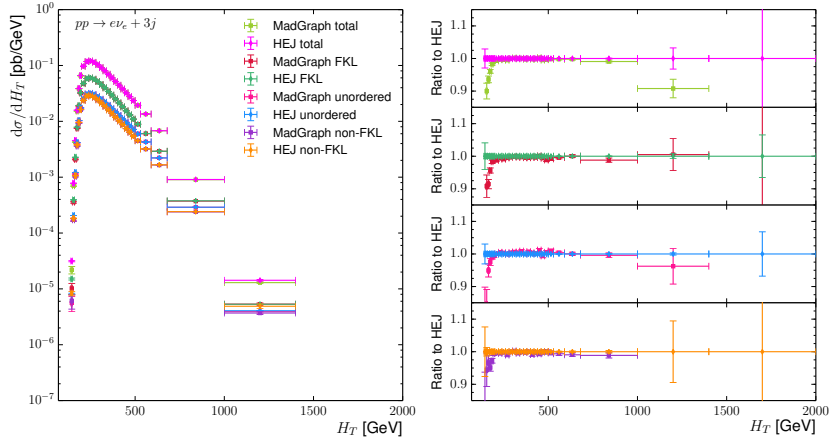 pp → eνₑ + 3j
dσ/dH_T [pb/GeV]
10⁰
10⁻¹
10⁻²
10⁻³
10⁻⁴
10⁻⁵
10⁻⁶
10⁻⁷
MadGraph total
HEJ total
MadGraph FKL
HEJ FKL
MadGraph unordered
HEJ unordered
MadGraph non-FKL
HEJ non-FKL
500 1000 1500 2000
H_T [GeV]
Ratio to HEJ
1.1
1.0
0.9
Ratio to HEJ
1.1
1.0
0.9
Ratio to HEJ
1.1
1.0
0.9
Ratio to HEJ
1.1
1.0
0.9
500 1000 1500 2000
H_T [GeV]